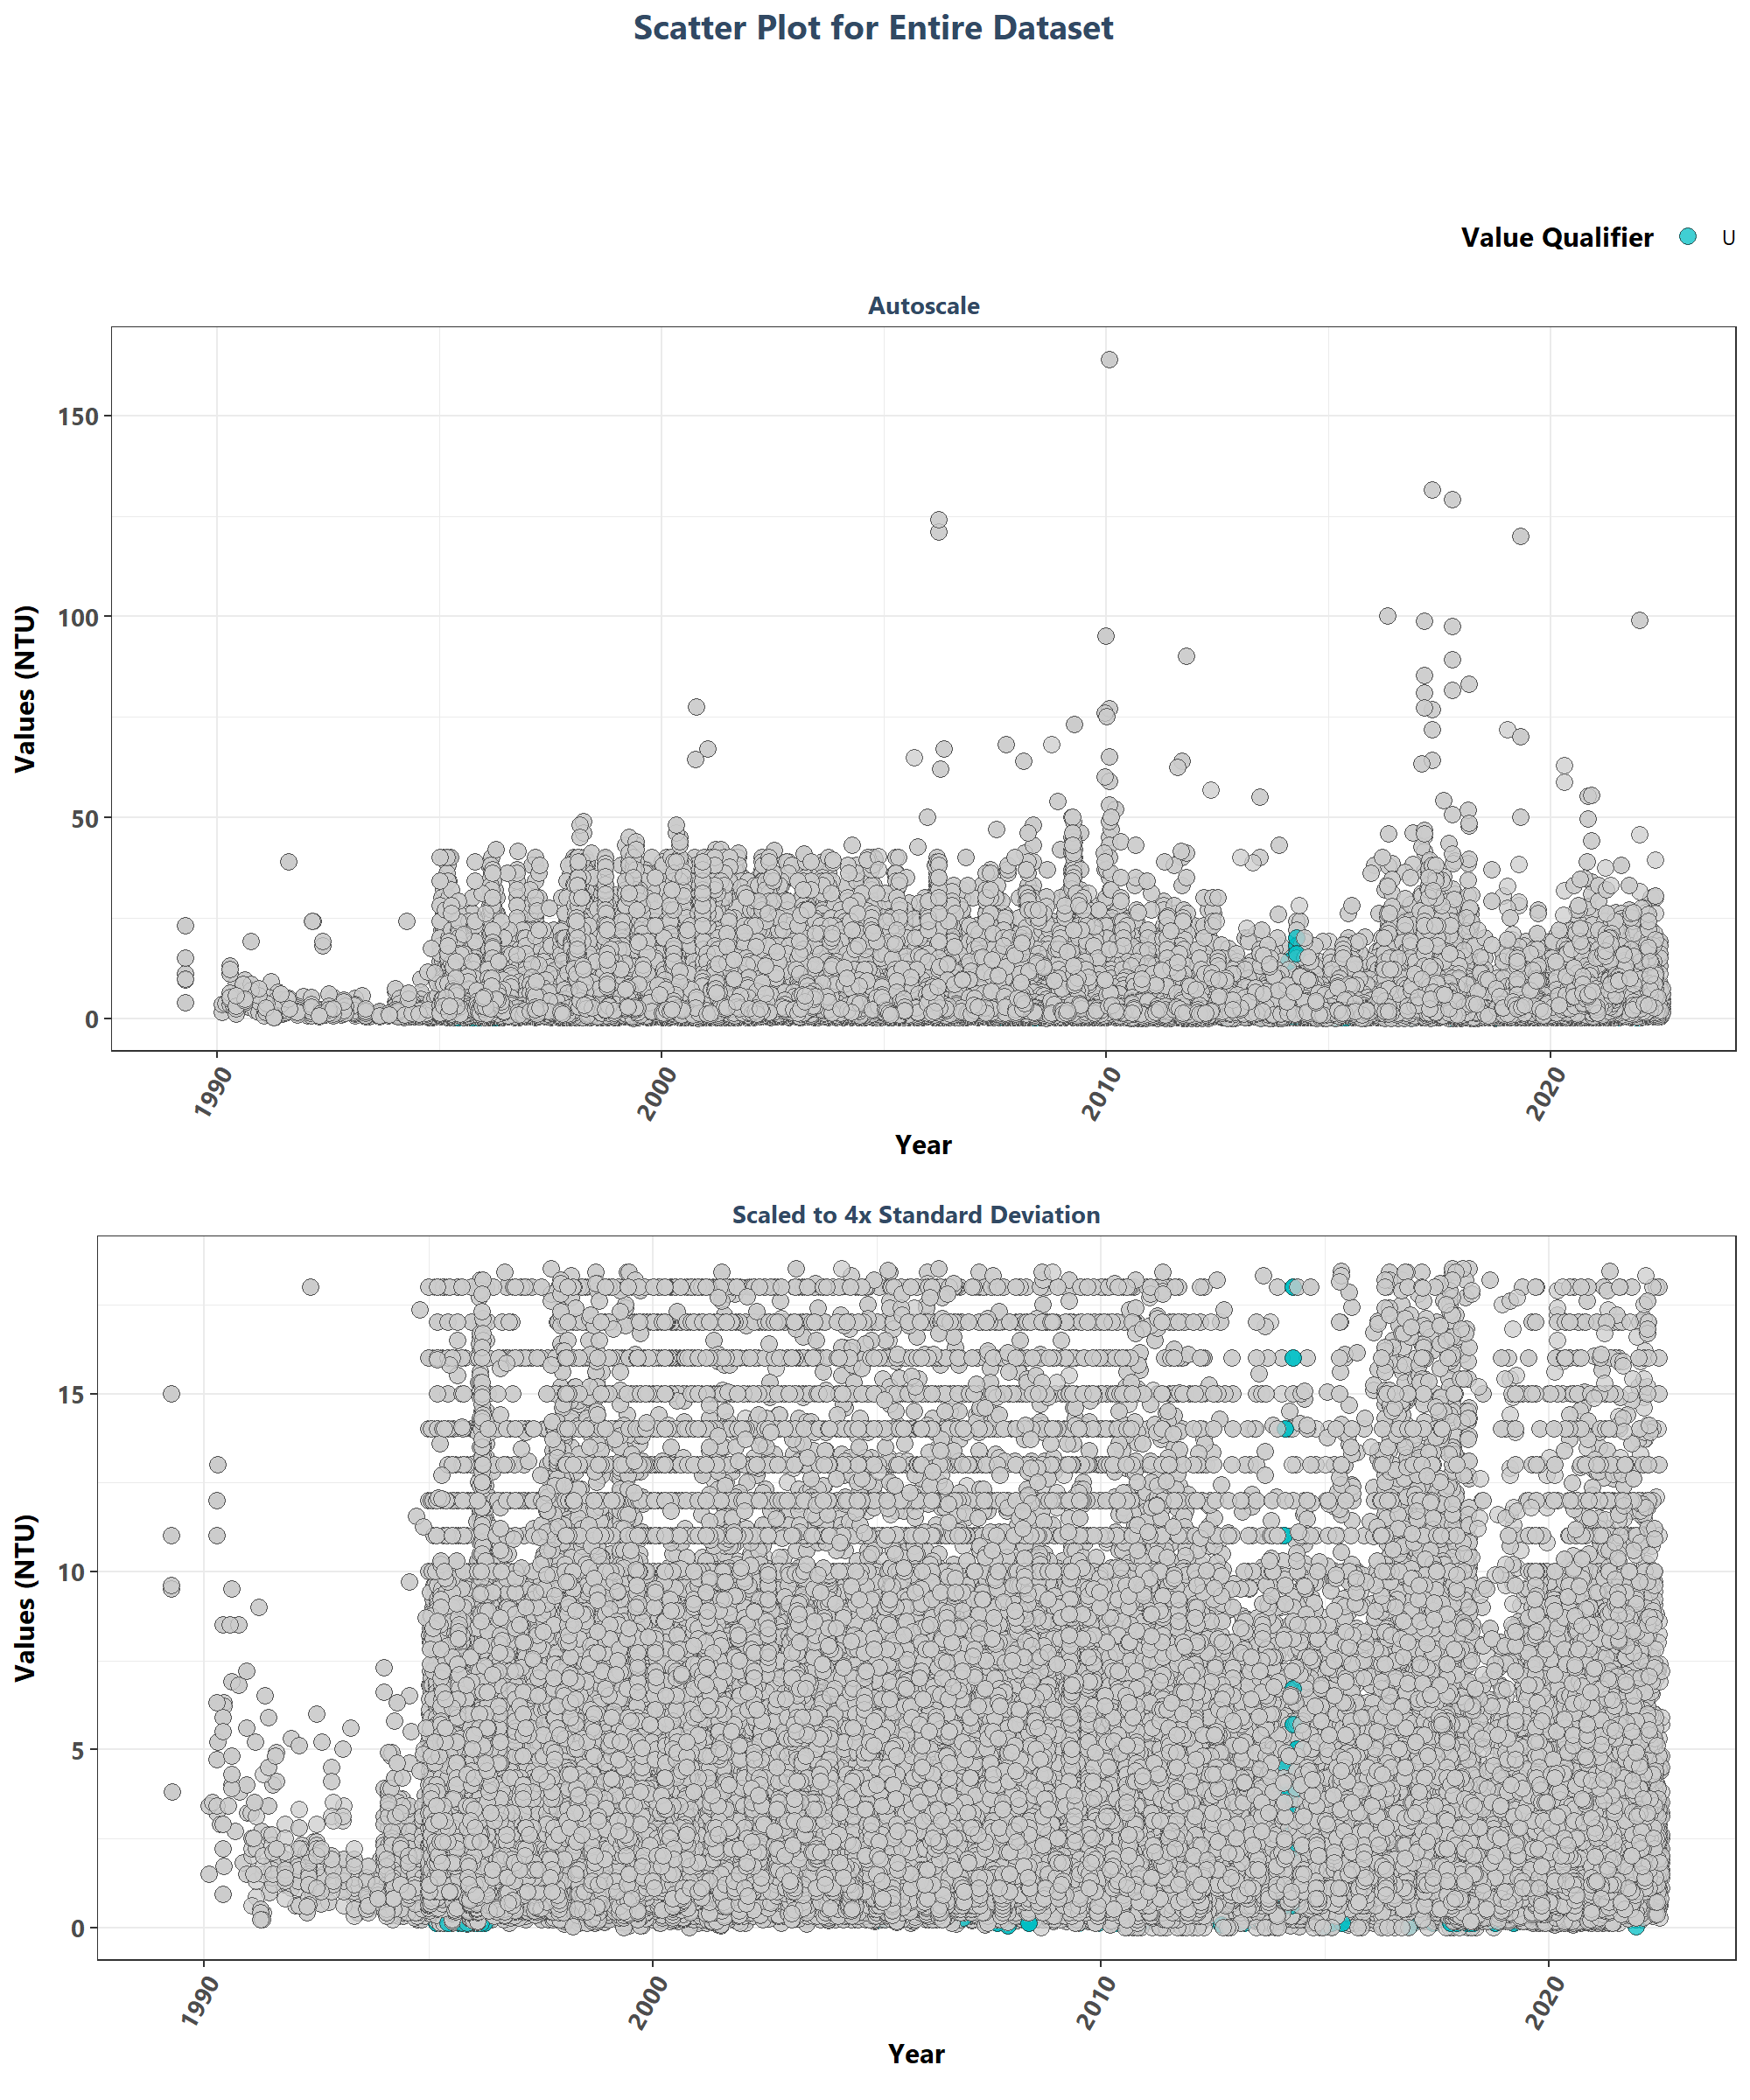 Scatter Plot for Entire Dataset
Value Qualifier U
Autoscale
150
100
50
0
Values (NTU)
1990 2000 2010 2020
Year
Scaled to 4x Standard Deviation
15
10
5
0
Values (NTU)
1990 2000 2010 2020
Year